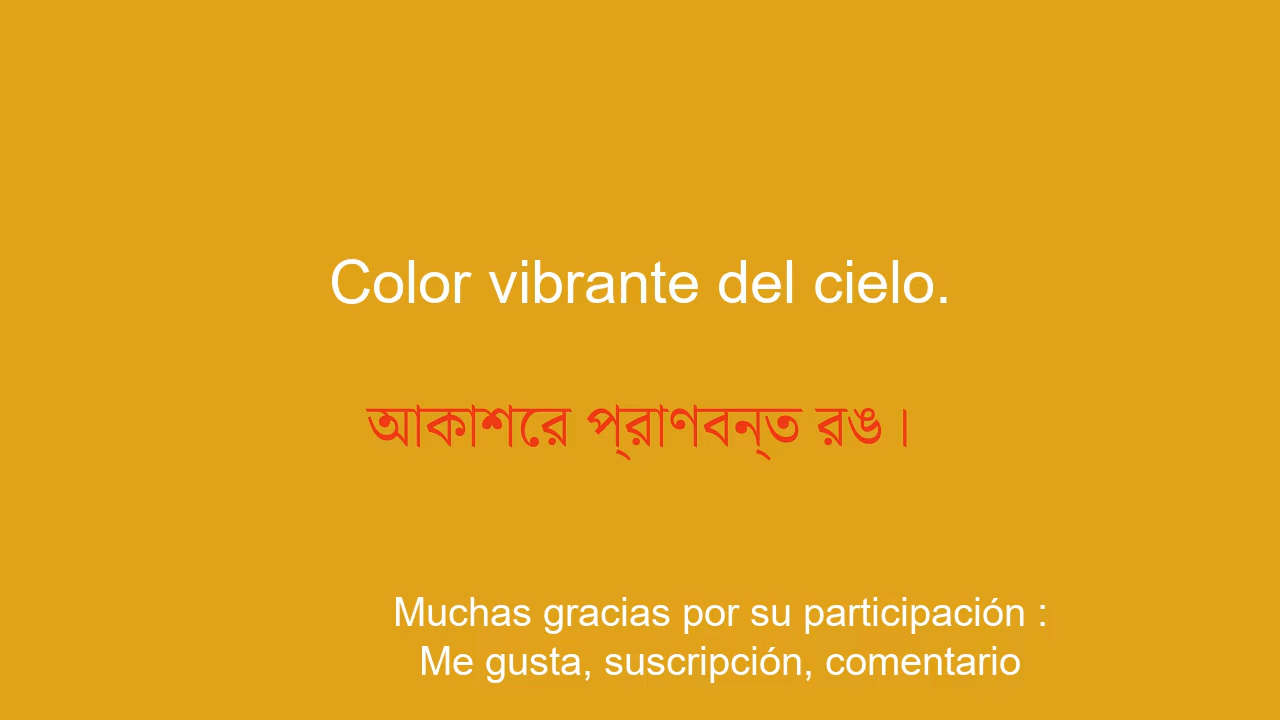 Color vibrante del cielo.
আকাশরে প্রাণবন্ত রঙ।
Muchas gracias por su participación :
Me gusta, suscripción, comentario